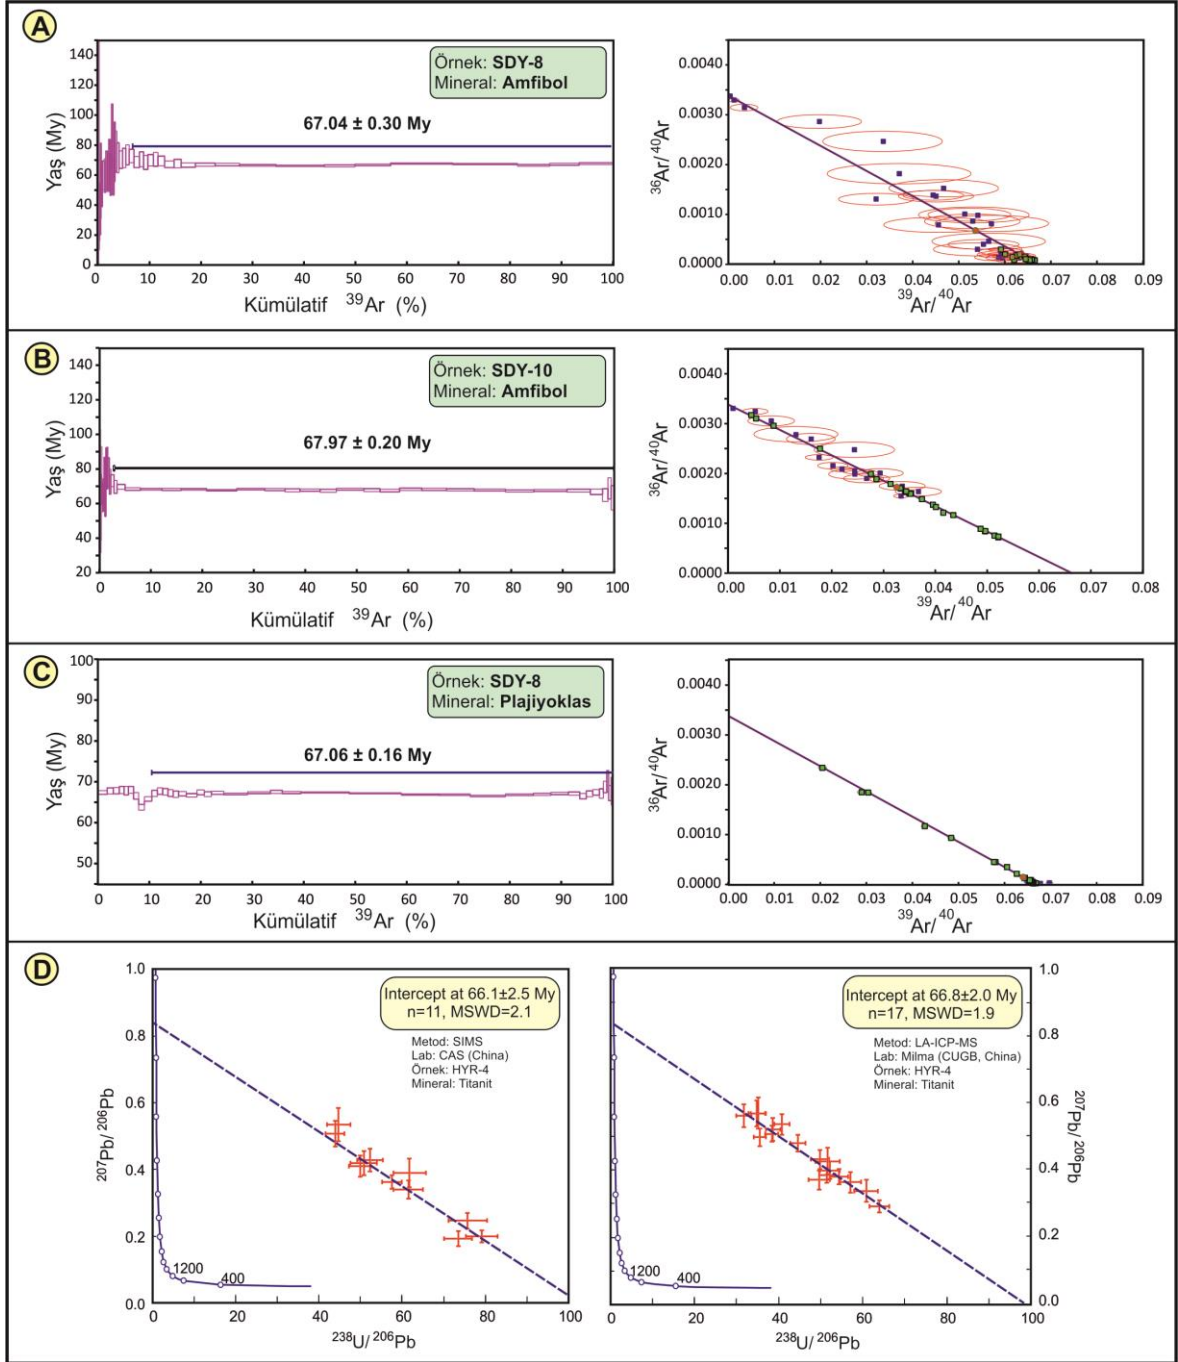 A
Örnek: SDY-8
Mineral: Amfibol
67.04 ± 0.30 My
Yaş (My)
140
120
100
80
60
40
20
0
0 10 20 30 40 50 60 70 80 90 100
Kümülatif ³⁹Ar (%)
³⁶Ar/⁴⁰Ar
0.0040
0.0030
0.0020
0.0010
0.0000
0.00 0.01 0.02 0.03 0.04 0.05 0.06 0.07 0.08 0.09
³⁹Ar/⁴⁰Ar
B
Örnek: SDY-10
Mineral: Amfibol
67.97 ± 0.20 My
Yaş (My)
140
120
100
80
60
40
20
0 10 20 30 40 50 60 70 80 90 100
Kümülatif ³⁹Ar (%)
³⁶Ar/⁴⁰Ar
0.0040
0.0030
0.0020
0.0010
0.0000
0.00 0.01 0.02 0.03 0.04 0.05 0.06 0.07 0.08
³⁹Ar/⁴⁰Ar
C
Örnek: SDY-8
Mineral: Plajiyoklas
67.06 ± 0.16 My
Yaş (My)
100
90
80
70
60
50
0 10 20 30 40 50 60 70 80 90 100
Kümülatif ³⁹Ar (%)
³⁶Ar/⁴⁰Ar
0.0040
0.0030
0.0020
0.0010
0.0000
0.00 0.01 0.02 0.03 0.04 0.05 0.06 0.07 0.08 0.09
³⁹Ar/⁴⁰Ar
D
Intercept at 66.1±2.5 My
n=11, MSWD=2.1
Metod: SIMS
Lab: CAS (China)
Örnek: HYR-4
Mineral: Titanit
²⁰⁷Pb/²⁰⁶Pb
1.0
0.8
0.6
0.4
0.2
0.0
1200
400
0 20 40 60 80 100
²³⁸U/²⁰⁶Pb
Intercept at 66.8±2.0 My
n=17, MSWD=1.9
Metod: LA-ICP-MS
Lab: Milma (CUGB, China)
Örnek: HYR-4
Mineral: Titanit
1200
400
1.0
0.8
0.6
0.4
0.2
0.0
²⁰⁷Pb/²⁰⁶Pb
0 20 40 60 80 100
²³⁸U/²⁰⁶Pb